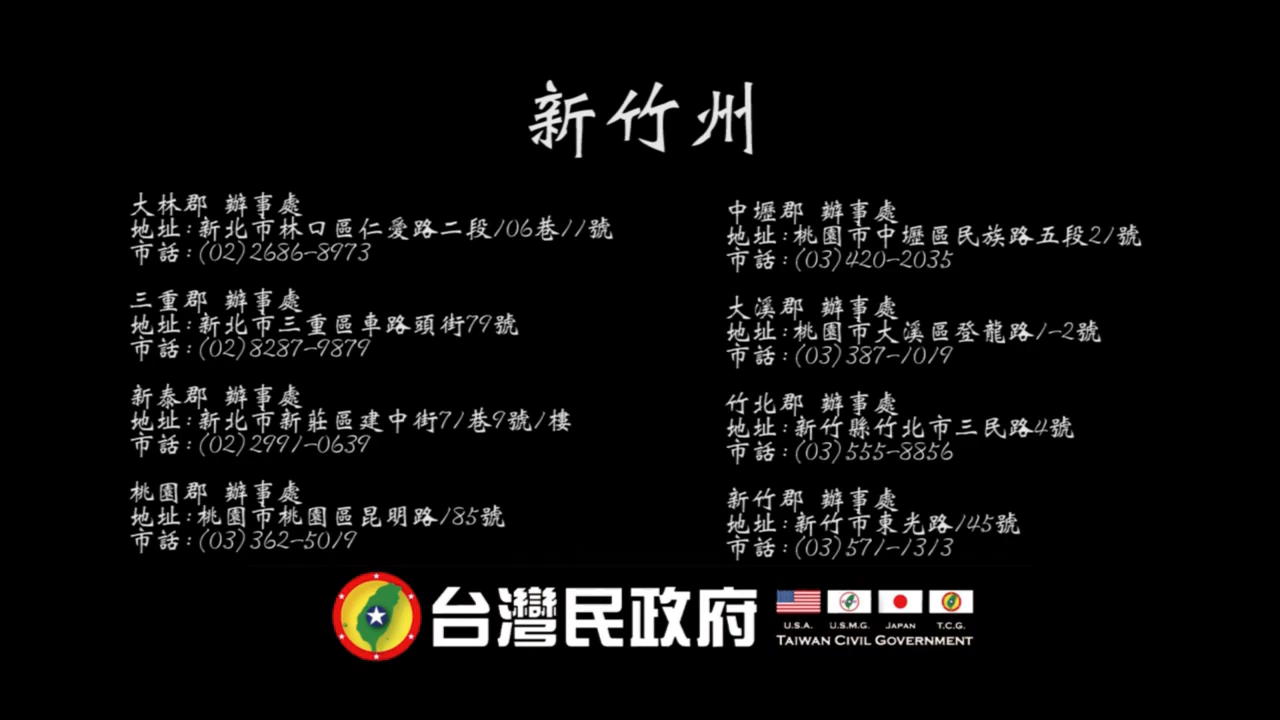 新竹州
大林郡 辦事處
地址:新北市林口區仁愛路二段106巷11號
市話:(02)2686-8973
三重郡 辦事處
地址:新北市三重區車路頭街79號
市話:(02)8287-9879
新泰郡 辦事處
地址:新北市新莊區建中街71巷9號1樓
市話:(02)2991-0639
桃園郡 辦事處
地址:桃園市桃園區昆明路185號
市話:(03)362-5019
中壢郡 辦事處
地址:桃園市中壢區民族路五段21號
市話:(03)420-2035
大溪郡 辦事處
地址:桃園市大溪區登龍路1-2號
市話:(03)387-1019
竹北郡 辦事處
地址:新竹縣竹北市三民路4號
市話:(03)555-8856
新竹郡 辦事處
地址:新竹市東光路145號
市話:(03)571-1313
台灣民政府
U.S.A. U.S.M.G. JAPAN T.C.G.
TAIWAN CIVIL GOVERNMENT